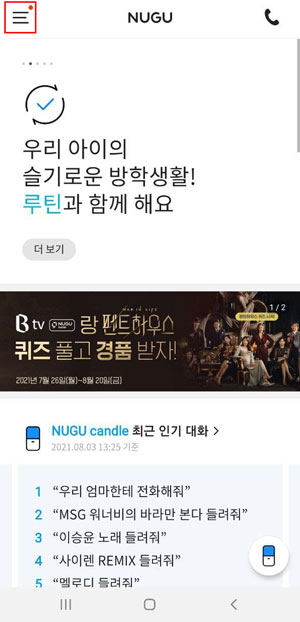 NUGU
우리 아이의
슬기로운 방학생활!
루틴과 함께 해요
더 보기
B tv NUGU 랑 펜트하우스
1 / 2
퀴즈 풀고 경품 받자!
2021년 7월 26일(월)~8월 20일(금)
NUGU candle 최근 인기 대화 >
2021.08.03 13:25 기준
1 “우리 엄마한테 전화해줘”
2 “MSG 워너비의 바라만 본다 들려줘”
3 “이승윤 노래 들려줘”
4 “사이렌 REMIX 들려줘”
5 “멜로디 들려줘”